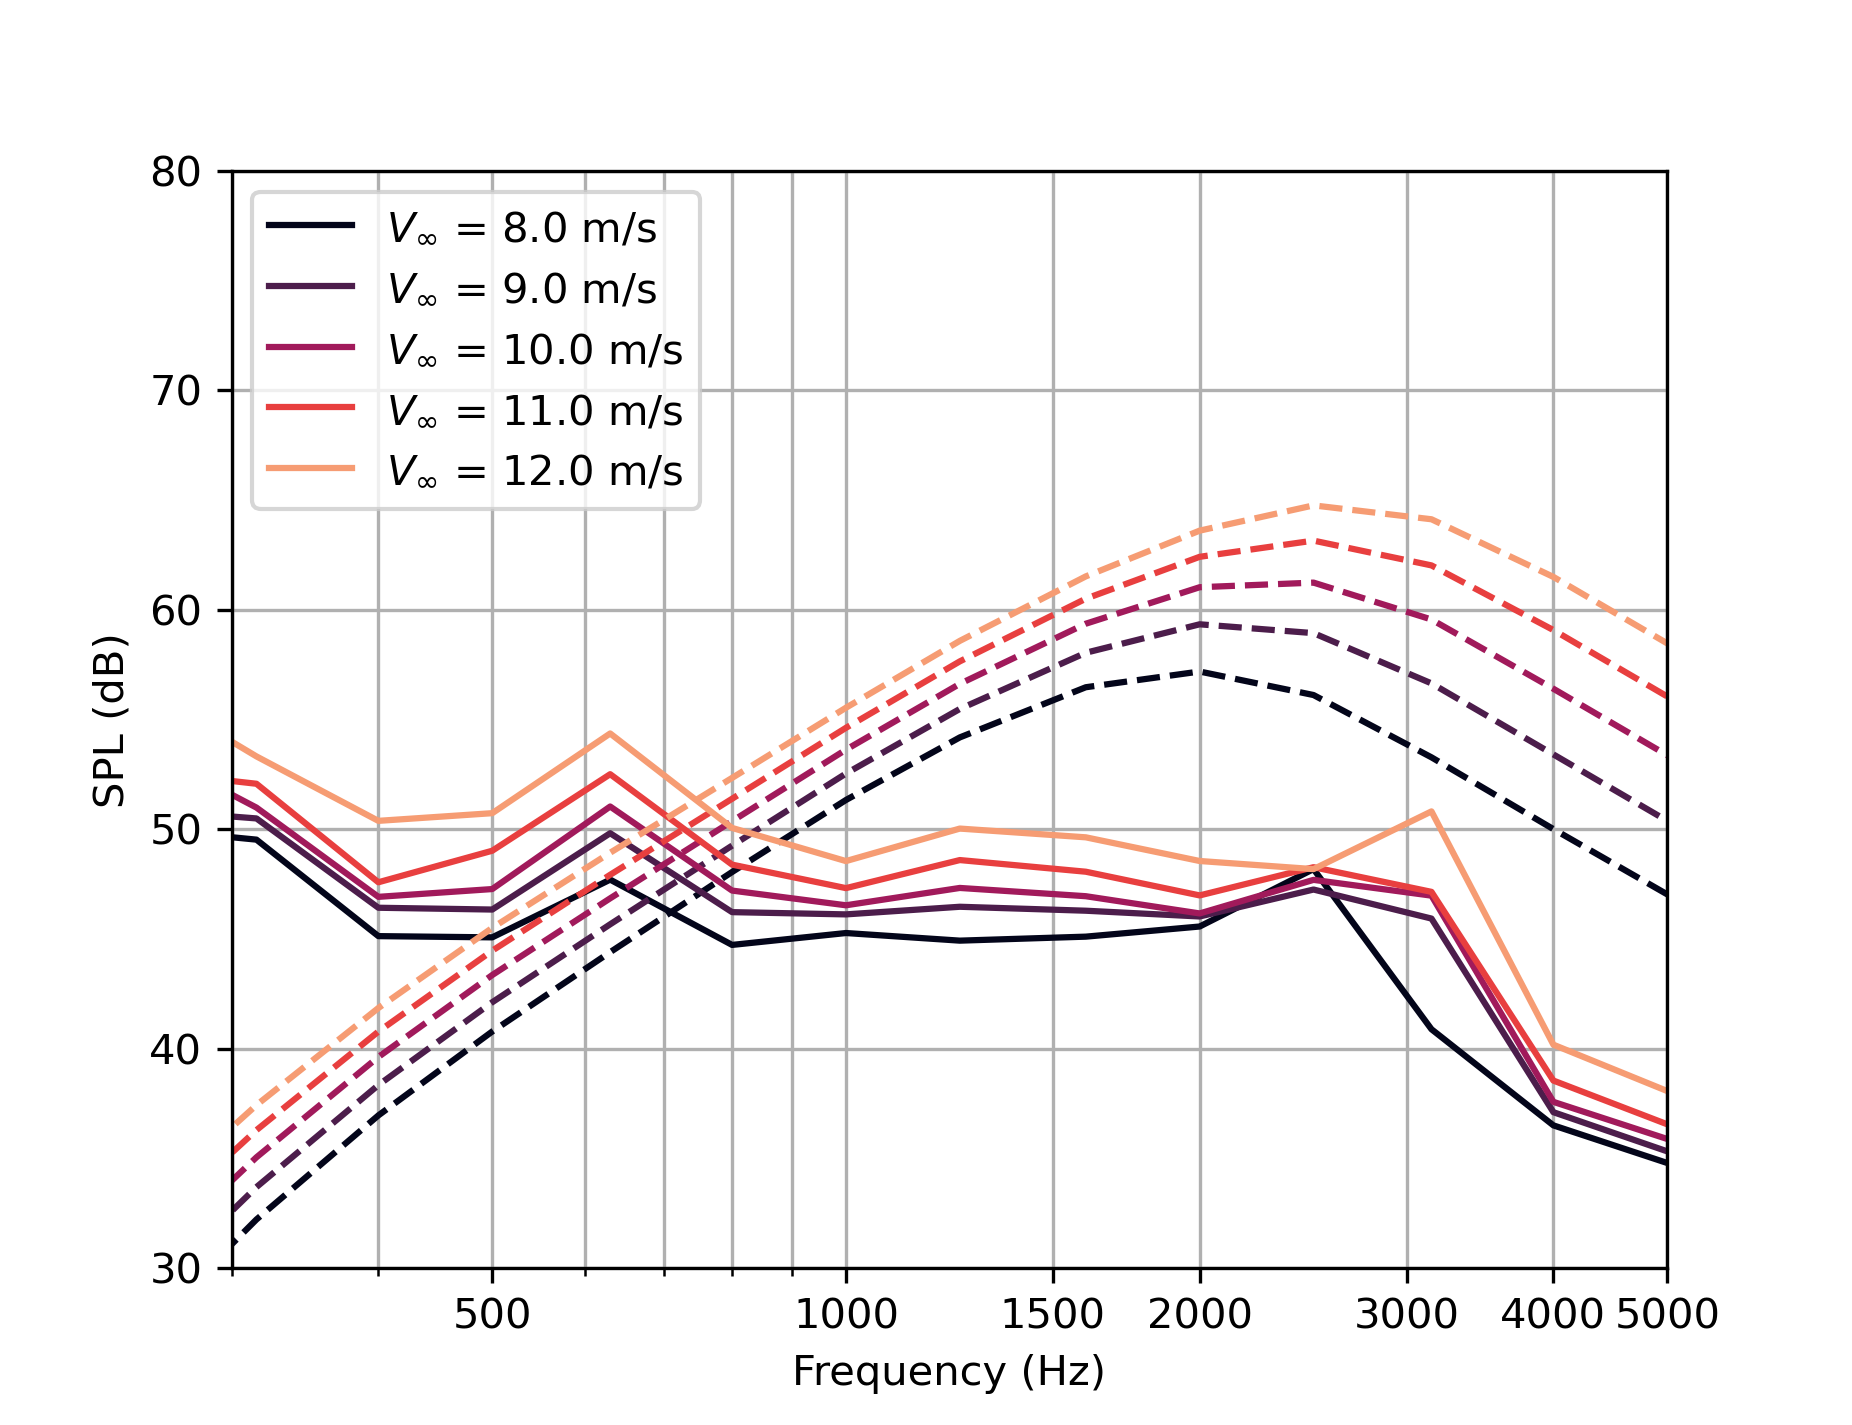 80
70
60
50
40
30
SPL (dB)
V∞ = 8.0 m/s
V∞ = 9.0 m/s
V∞ = 10.0 m/s
V∞ = 11.0 m/s
V∞ = 12.0 m/s
500 1000 1500 2000 3000 4000 5000
Frequency (Hz)